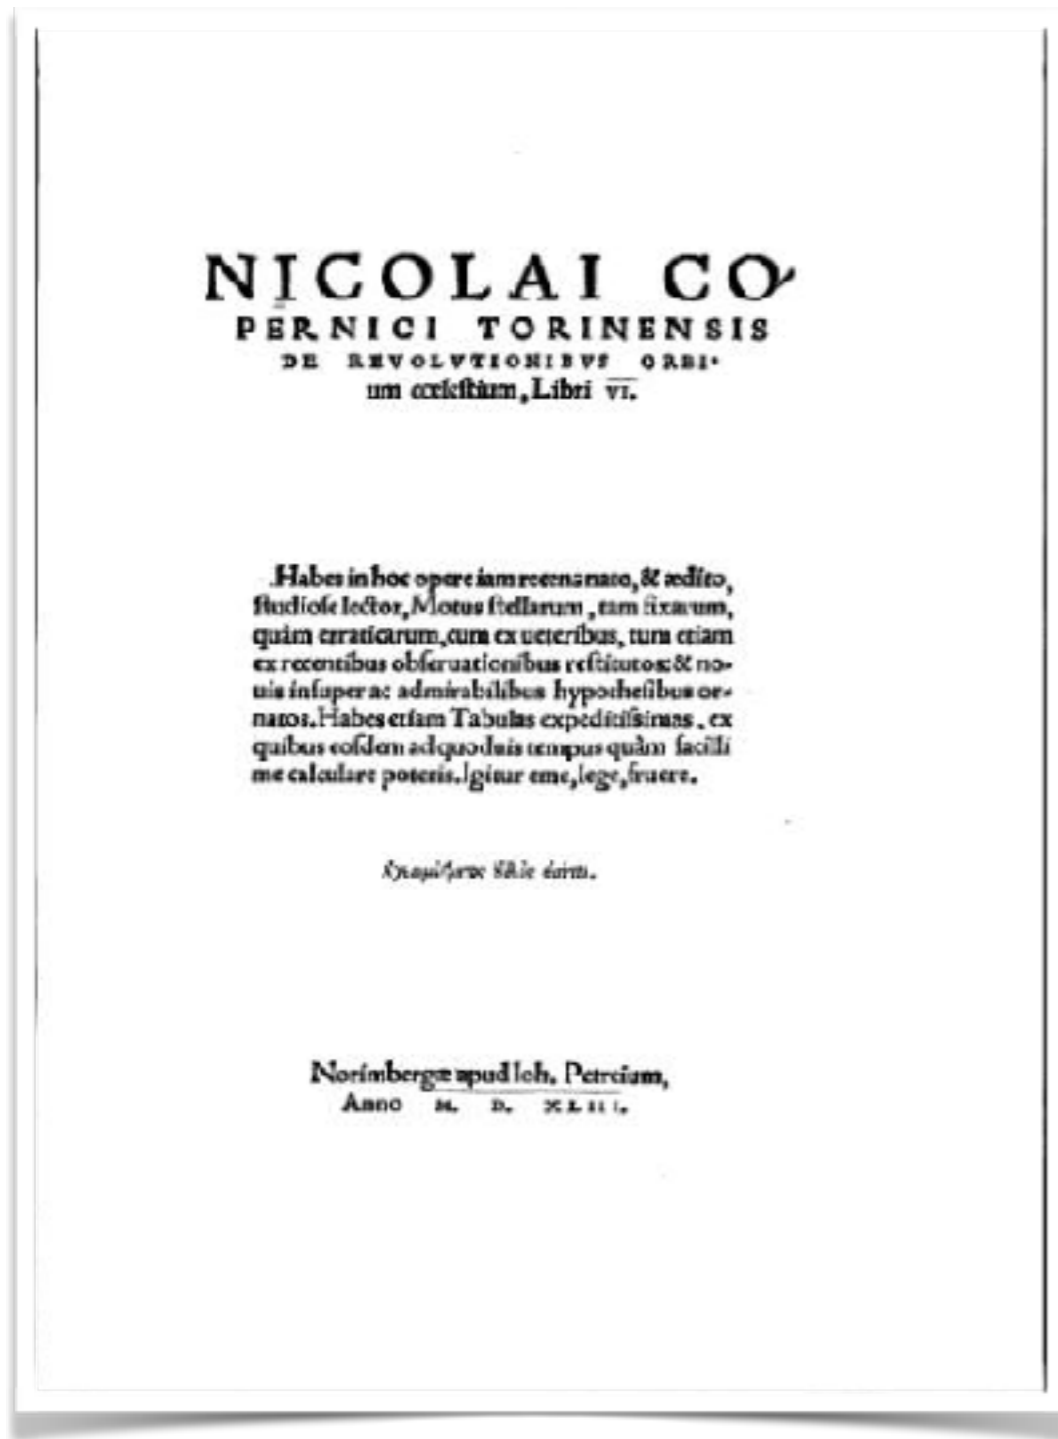 NICOLAI CO
PERNICI TORINENSIS
DE REVOLVTIONIBVS ORBI-
um cœleſtium, Libri VI.
Habes in hoc opere iam recens nato, & ædito,
ſtudioſe lector, Motus ſtellarum, tam fixarum,
quàm erraticarum, cum ex ueteribus, tum etiam
ex recentibus obſeruationibus reſtitutos: & no-
uis inſuper ac admirabilibus hypotheſibus or-
natos. Habes etiam Tabulas expeditiſsimas, ex
quibus eoſdem ad quoduis tempus quàm facilli
me calculare poteris. Igitur eme, lege, fruere.
Norimbergæ apud Ioh. Petreium,
Anno M. D. XLIII.